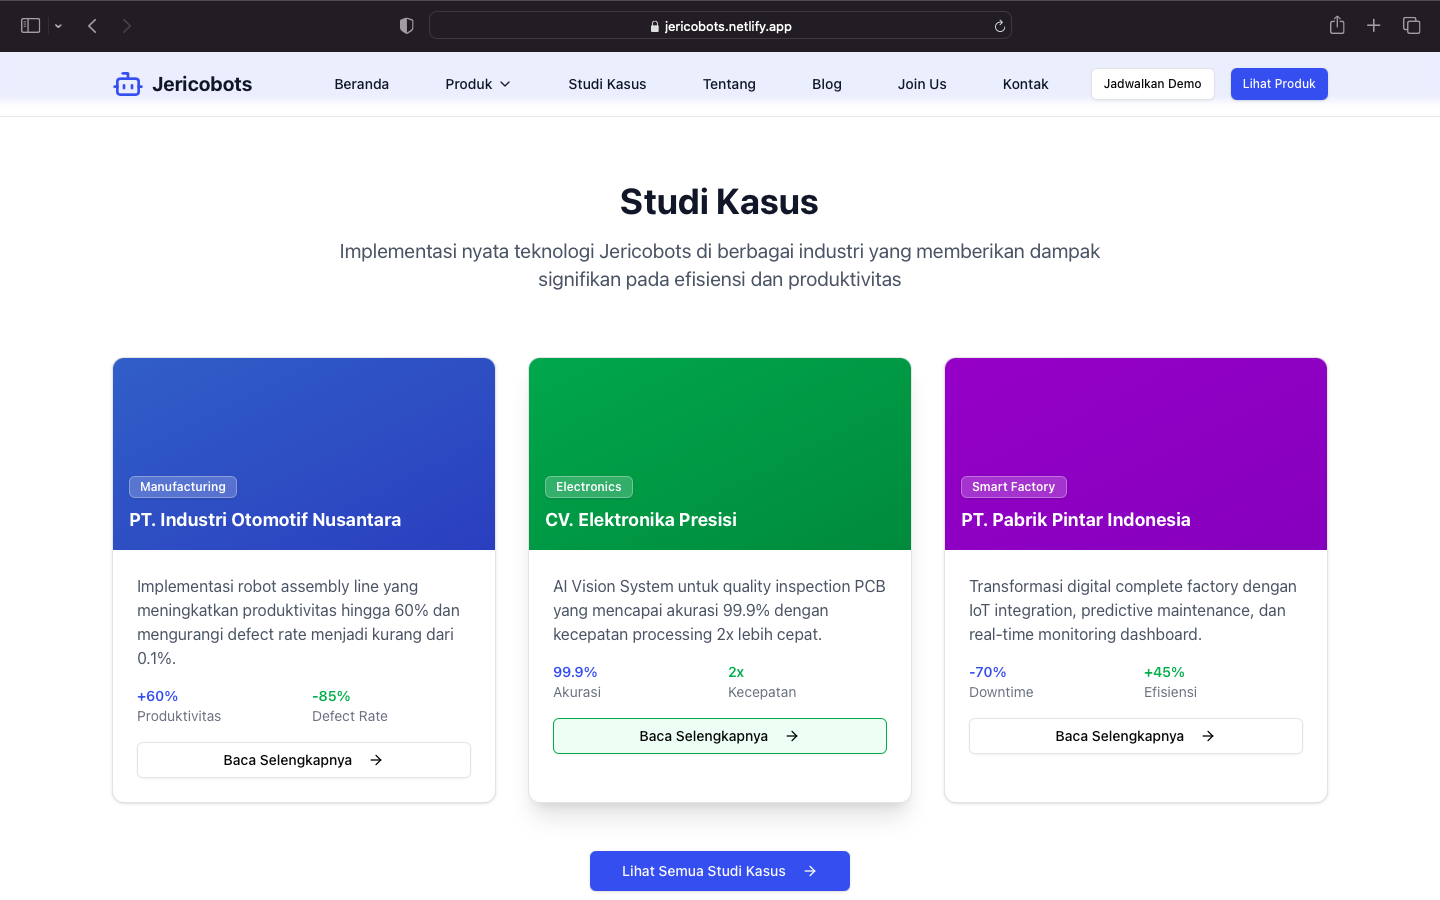 jericobots.netlify.app
Jericobots
Beranda
Produk
Studi Kasus
Tentang
Blog
Join Us
Kontak
Jadwalkan Demo
Lihat Produk
Studi Kasus
Implementasi nyata teknologi Jericobots di berbagai industri yang memberikan dampak
signifikan pada efisiensi dan produktivitas
Manufacturing
PT. Industri Otomotif Nusantara
Implementasi robot assembly line yang
meningkatkan produktivitas hingga 60% dan
mengurangi defect rate menjadi kurang dari
0.1%.
+60%
Produktivitas
-85%
Defect Rate
Baca Selengkapnya
Electronics
CV. Elektronika Presisi
AI Vision System untuk quality inspection PCB
yang mencapai akurasi 99.9% dengan
kecepatan processing 2x lebih cepat.
99.9%
Akurasi
2x
Kecepatan
Baca Selengkapnya
Smart Factory
PT. Pabrik Pintar Indonesia
Transformasi digital complete factory dengan
IoT integration, predictive maintenance, dan
real-time monitoring dashboard.
-70%
Downtime
+45%
Efisiensi
Baca Selengkapnya
Lihat Semua Studi Kasus